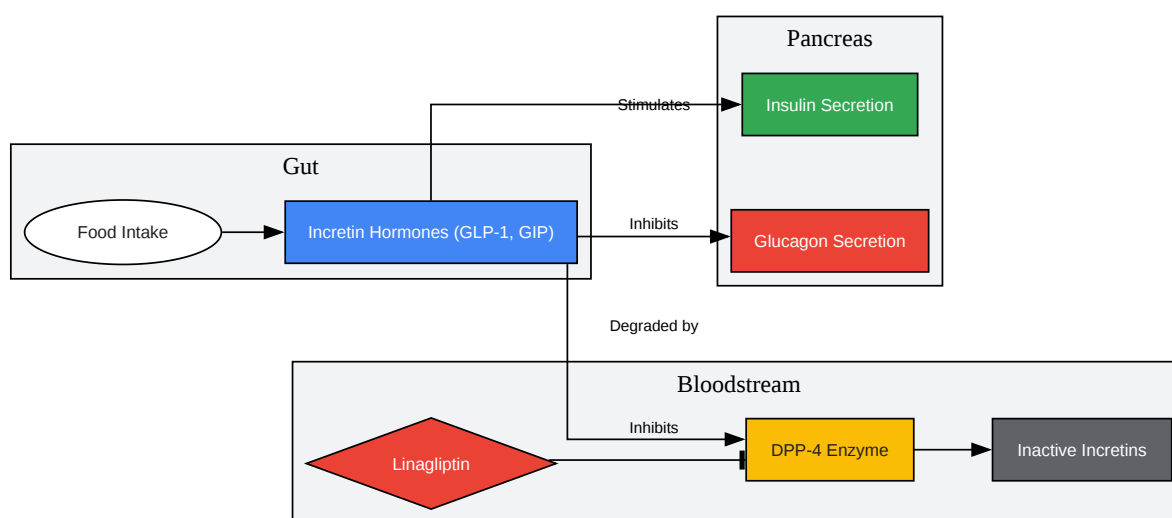 Pancreas
Insulin Secretion
Stimulates
Gut
Food Intake
Incretin Hormones (GLP-1, GIP)
Inhibits
Glucagon Secretion
Degraded by
Bloodstream
Inhibits
Linagliptin
DPP-4 Enzyme
Inactive Incretins